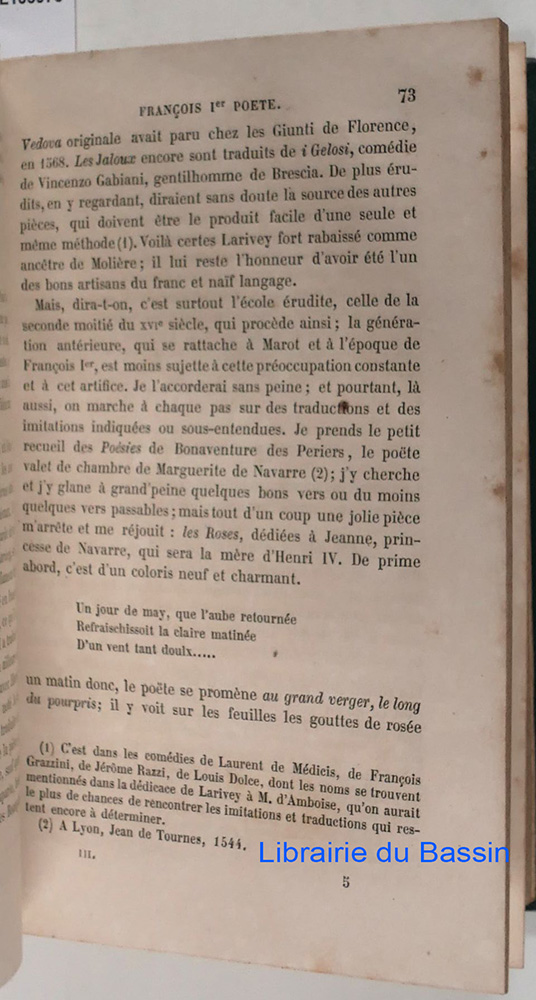 FRANÇOIS Iᵉʳ POETE. 73
Vedova originale avait paru chez les Giunti de Florence,
en 1568. Les Jaloux encore sont traduits de i Gelosi, comédie
de Vincenzo Gabiani, gentilhomme de Brescia. De plus éru-
dits, en y regardant, diraient sans doute la source des autres
pièces, qui doivent être le produit facile d'une seule et
même méthode (1). Voilà certes Larivey fort rabaissé comme
ancêtre de Molière ; il lui reste l'honneur d'avoir été l'un
des bons artisans du franc et naïf langage.
Mais, dira-t-on, c'est surtout l'école érudite, celle de la
seconde moitié du XVIᵉ siècle, qui procède ainsi ; la généra-
tion antérieure, qui se rattache à Marot et à l'époque de
François Iᵉʳ, est moins sujette à cette préoccupation constante
et à cet artifice. Je l'accorderai sans peine ; et pourtant, là
aussi, on marche à chaque pas sur des traductions et des
imitations indiquées ou sous-entendues. Je prends le petit
recueil des Poésies de Bonaventure des Periers, le poëte
valet de chambre de Marguerite de Navarre (2) ; j'y cherche
et j'y glane à grand'peine quelques bons vers ou du moins
quelques vers passables ; mais tout d'un coup une jolie pièce
m'arrête et me réjouit : les Roses, dédiées à Jeanne, prin-
cesse de Navarre, qui sera la mère d'Henri IV. De prime
abord, c'est d'un coloris neuf et charmant.
Un jour de may, que l'aube retournée
Refraischissoit la claire matinée
D'un vent tant doulx.....
un matin donc, le poëte se promène au grand verger, le long
du pourpris ; il y voit sur les feuilles les gouttes de rosée
(1) C'est dans les comédies de Laurent de Médicis, de François
Grazzini, de Jérôme Razzi, de Louis Dolce, dont les noms se trouvent
mentionnés dans la dédicace de Larivey à M. d'Amboise, qu'on aurait
le plus de chances de rencontrer les imitations et traductions qui res-
tent encore à déterminer.
(2) A Lyon, Jean de Tournes, 1544.
III. 5
Librairie du Bassin